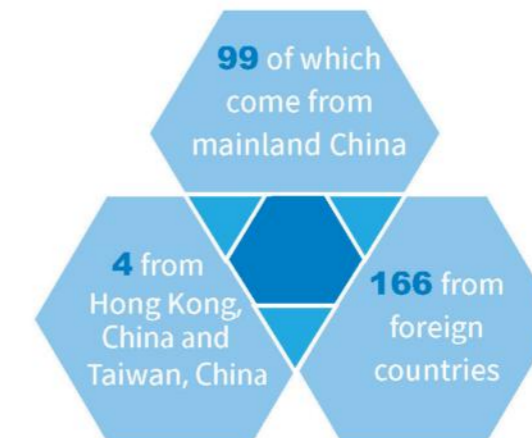 99 of which
come from
mainland China
4 from
Hong Kong,
China and
Taiwan, China
166 from
foreign
countries